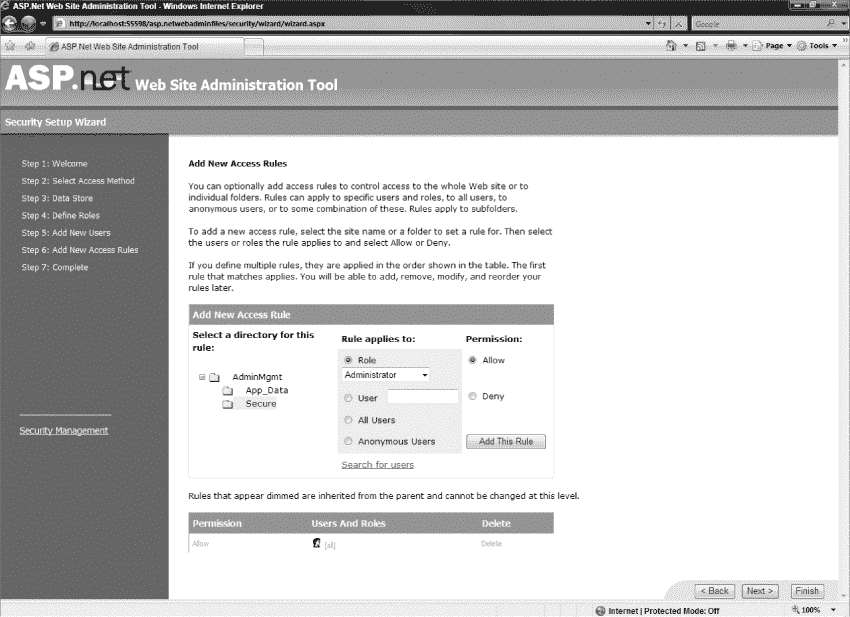 ASP.Net Web Site Administration Tool - Windows Internet Explorer
http://localhost:55598/asp.netwebadminfiles/security/wizard/wizard.aspx
Google
ASP.Net Web Site Administration Tool
Page
Tools
ASP.net Web Site Administration Tool
Security Setup Wizard
Step 1: Welcome
Step 2: Select Access Method
Step 3: Data Store
Step 4: Define Roles
Step 5: Add New Users
Step 6: Add New Access Rules
Step 7: Complete
Security Management
Add New Access Rules
You can optionally add access rules to control access to the whole Web site or to
individual folders. Rules can apply to specific users and roles, to all users, to
anonymous users, or to some combination of these. Rules apply to subfolders.
To add a new access rule, select the site name or a folder to set a rule for. Then select
the users or roles the rule applies to and select Allow or Deny.
If you define multiple rules, they are applied in the order shown in the table. The first
rule that matches applies. You will be able to add, remove, modify, and reorder your
rules later.
Add New Access Rule
Select a directory for this
rule:
AdminMgmt
App_Data
Secure
Rule applies to:
Role
Administrator
User
All Users
Anonymous Users
Search for users
Permission:
Allow
Deny
Add This Rule
Rules that appear dimmed are inherited from the parent and cannot be changed at this level.
Permission Users And Roles Delete
Allow [all] Delete
< Back Next > Finish
Internet | Protected Mode: Off 100%